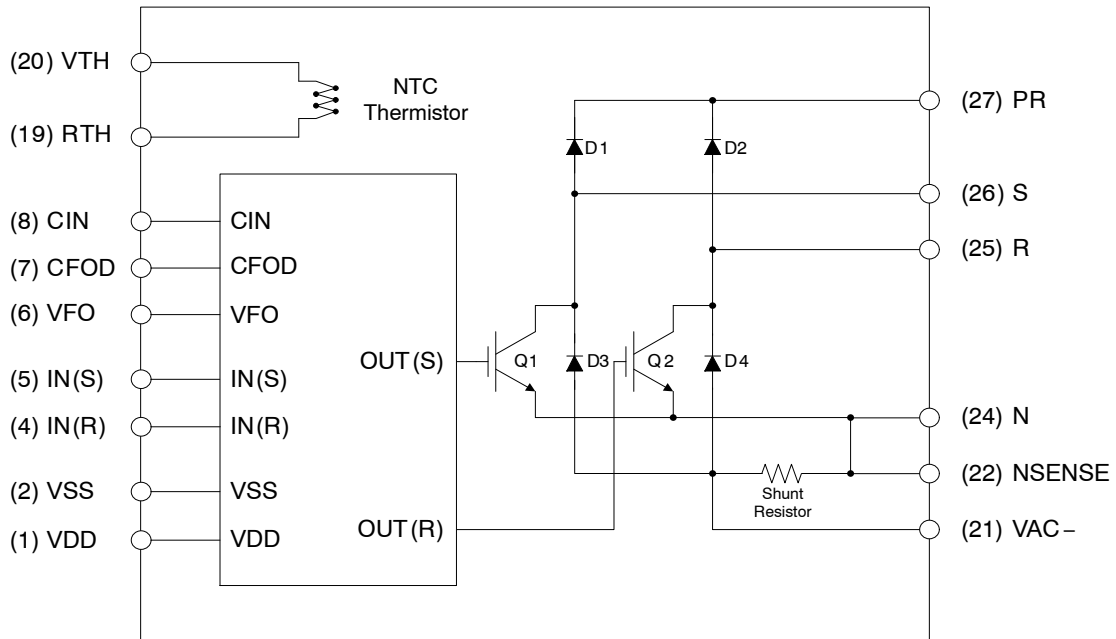 (20) VTH
(19) RTH
NTC
Thermistor
(8) CIN
(7) CFOD
(6) VFO
(5) IN(S)
(4) IN(R)
(2) VSS
(1) VDD
CIN
CFOD
VFO
IN(S)
IN(R)
VSS
VDD
OUT(S)
OUT(R)
D1
D2
Q1
D3
Q2
D4
Shunt
Resistor
(27) PR
(26) S
(25) R
(24) N
(22) NSENSE
(21) VAC−